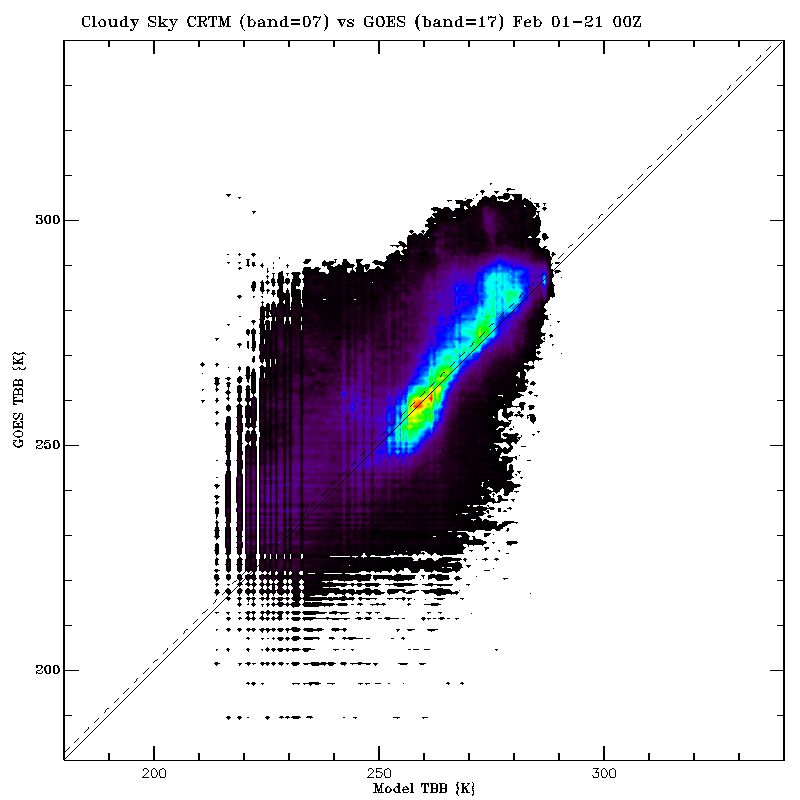 Cloudy Sky CRTM (band=07) vs GOES (band=17) Feb 01-21 00Z
300
250
200
GOES TBB {K}
200 250 300
Model TBB {K}